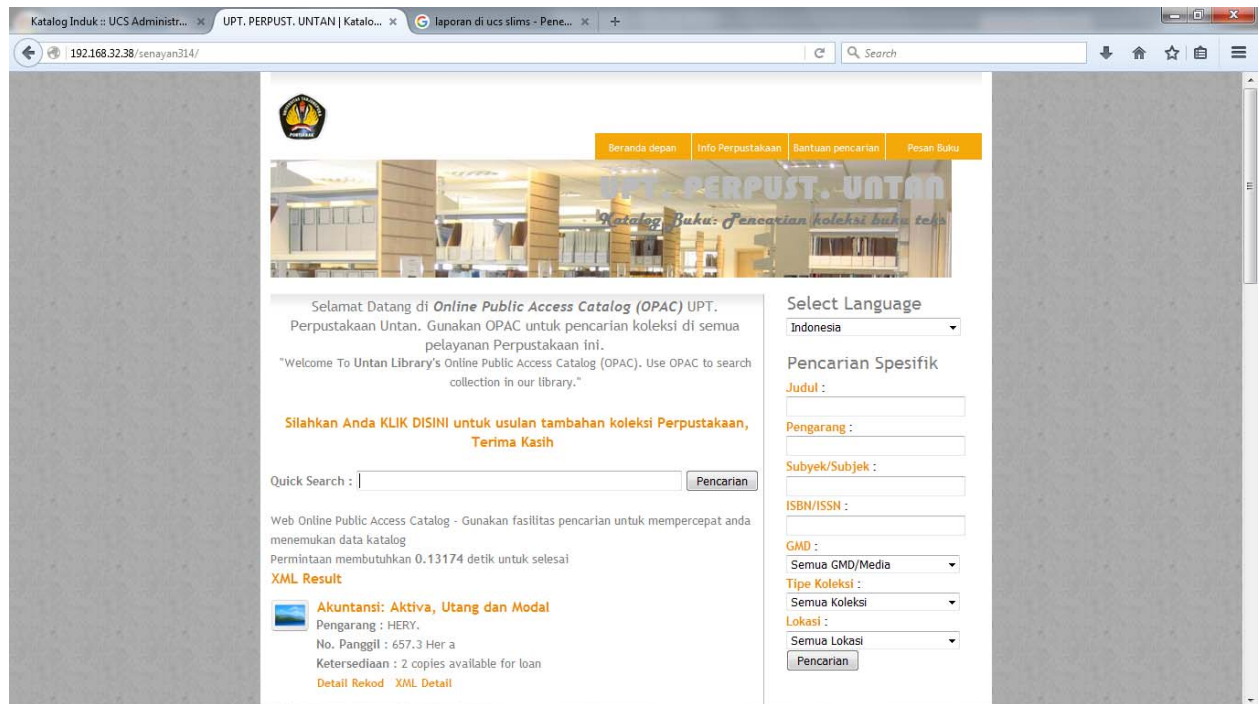 Katalog Induk :: UCS Administr...
UPT. PERPUST. UNTAN | Katalo...
laporan di ucs slims - Pene...
192.168.32.38/senayan314/
Search
Beranda depan
Info Perpustakaan
Bantuan pencarian
Pesan Buku
UPT. PERPUST. UNTAN
Katalog Buku: Pencarian koleksi buku teks
Selamat Datang di Online Public Access Catalog (OPAC) UPT.
Perpustakaan Untan. Gunakan OPAC untuk pencarian koleksi di semua
pelayanan Perpustakaan ini.
"Welcome To Untan Library's Online Public Access Catalog (OPAC). Use OPAC to search
collection in our library."
Silahkan Anda KLIK DISINI untuk usulan tambahan koleksi Perpustakaan,
Terima Kasih
Quick Search :
Pencarian
Web Online Public Access Catalog - Gunakan fasilitas pencarian untuk mempercepat anda
menemukan data katalog
Permintaan membutuhkan 0.13174 detik untuk selesai
XML Result
Akuntansi: Aktiva, Utang dan Modal
Pengarang : HERY.
No. Panggil : 657.3 Her a
Ketersediaan : 2 copies available for loan
Detail Rekod XML Detail
Select Language
Indonesia
Pencarian Spesifik
Judul :
Pengarang :
Subyek/Subjek :
ISBN/ISSN :
GMD :
Semua GMD/Media
Tipe Koleksi :
Semua Koleksi
Lokasi :
Semua Lokasi
Pencarian